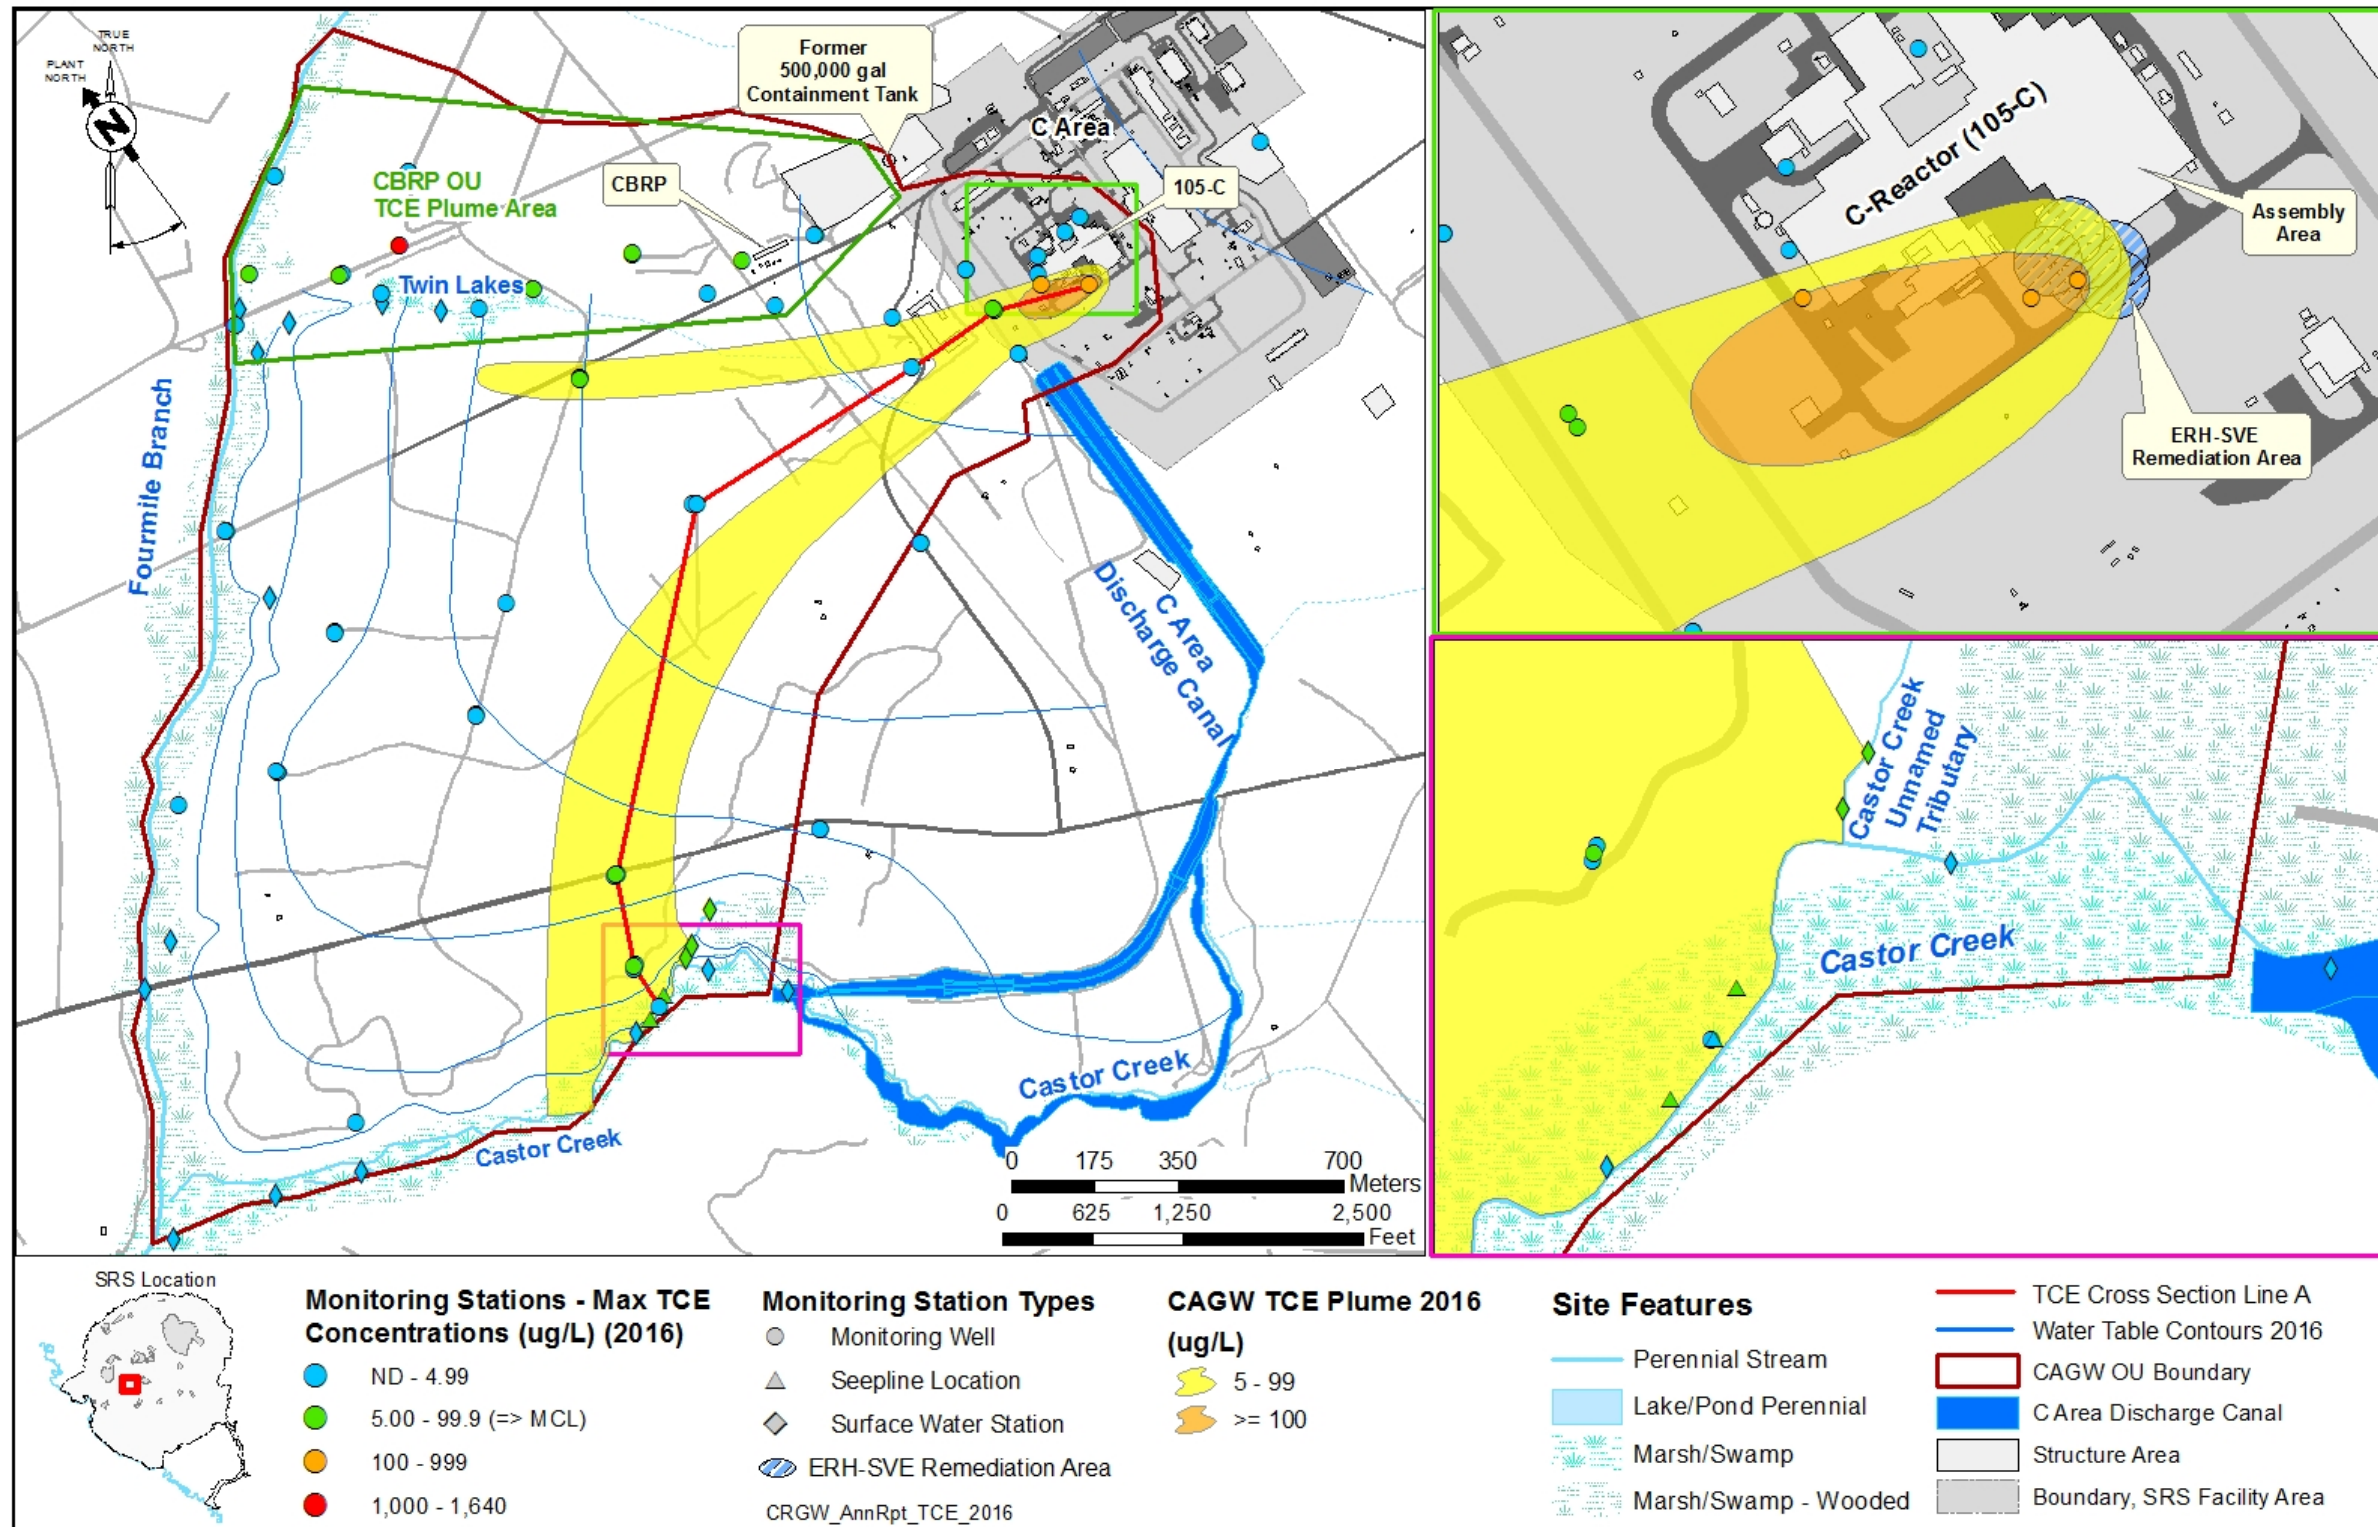 TRUE
NORTH
PLANT
NORTH
N
Former
500,000 gal
Containment Tank
C Area
CBRP
105-C
CBRP OU
TCE Plume Area
Twin Lakes
Fourmile Branch
C Area
Discharge Canal
Castor Creek
Castor Creek
0 175 350 700
Meters
0 625 1,250 2,500
Feet
C-Reactor (105-C)
Assembly
Area
ERH-SVE
Remediation Area
Castor Creek
Unnamed
Tributary
Castor Creek
SRS Location
Monitoring Stations - Max TCE
Concentrations (ug/L) (2016)
ND - 4.99
5.00 - 99.9 (=> MCL)
100 - 999
1,000 - 1,640
Monitoring Station Types
Monitoring Well
Seepline Location
Surface Water Station
ERH-SVE Remediation Area
CRGW_AnnRpt_TCE_2016
CAGW TCE Plume 2016
(ug/L)
5 - 99
>= 100
Site Features
Perennial Stream
Lake/Pond Perennial
Marsh/Swamp
Marsh/Swamp - Wooded
TCE Cross Section Line A
Water Table Contours 2016
CAGW OU Boundary
C Area Discharge Canal
Structure Area
Boundary, SRS Facility Area